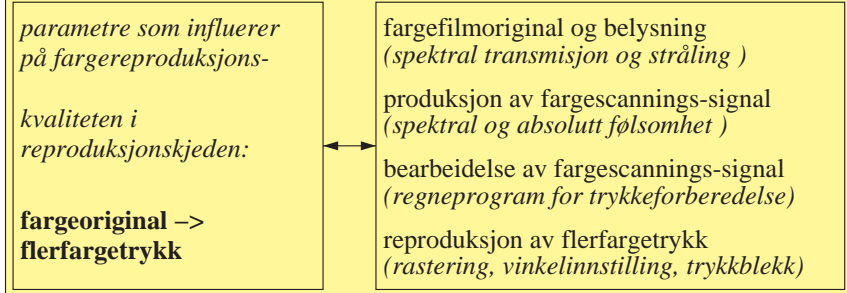 parametre som influerer
på fargereproduksjons-
kvaliteten i
reproduksjonskjeden:
fargeoriginal −>
flerfargetrykk
fargefilmoriginal og belysning
(spektral transmisjon og stråling )
produksjon av fargescannings-signal
(spektral og absolutt følsomhet )
bearbeidelse av fargescannings-signal
(regneprogram for trykkeforberedelse)
reproduksjon av flerfargetrykk
(rastering, vinkelinnstilling, trykkblekk)